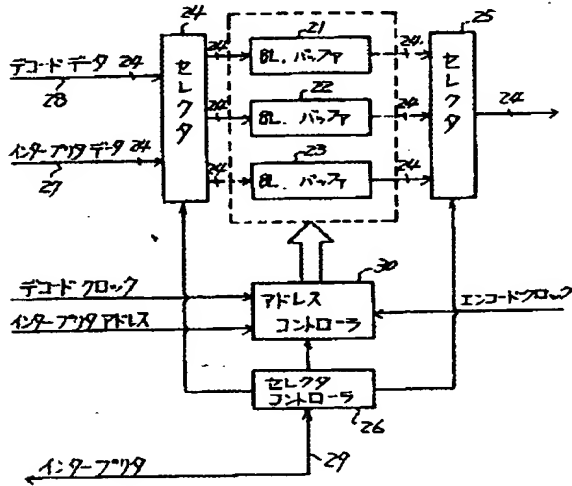 24
21
25
24
BL. バッファ
24
デコード データ
24
28
セレクタ
22
24
BL. バッファ
24
セレクタ
24
インタープリタ データ
24
27
23
24
BL. バッファ
24
30
デコード クロック
アドレス
コントローラ
エンコードクロック
インタープリタ アドレス
セレクタ
コントローラ
26
インタープリタ
29